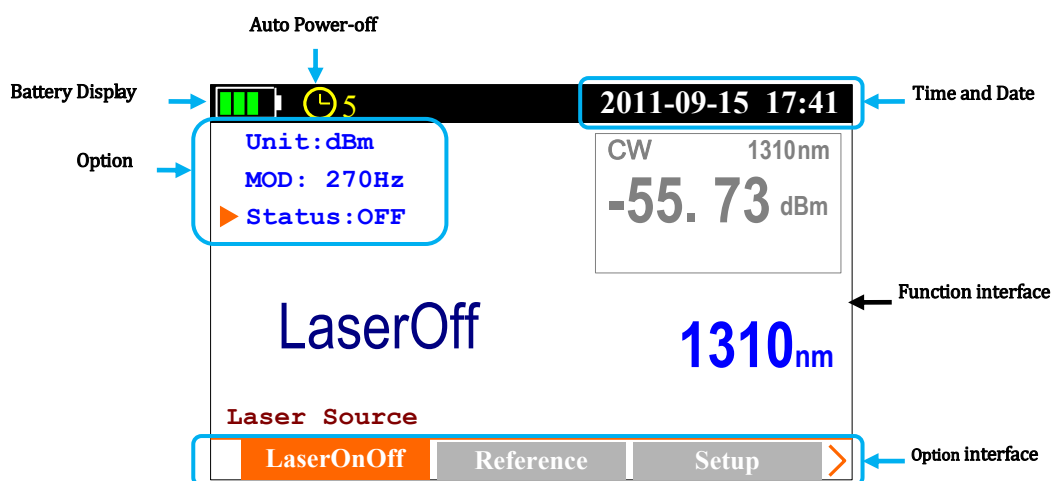 Auto Power-off
Battery Display
Time and Date
5
2011-09-15 17:41
Option
Unit:dBm
MOD: 270Hz
Status:OFF
CW 1310nm
-55. 73 dBm
Function interface
LaserOff
1310nm
Laser Source
LaserOnOff Reference Setup
Option interface